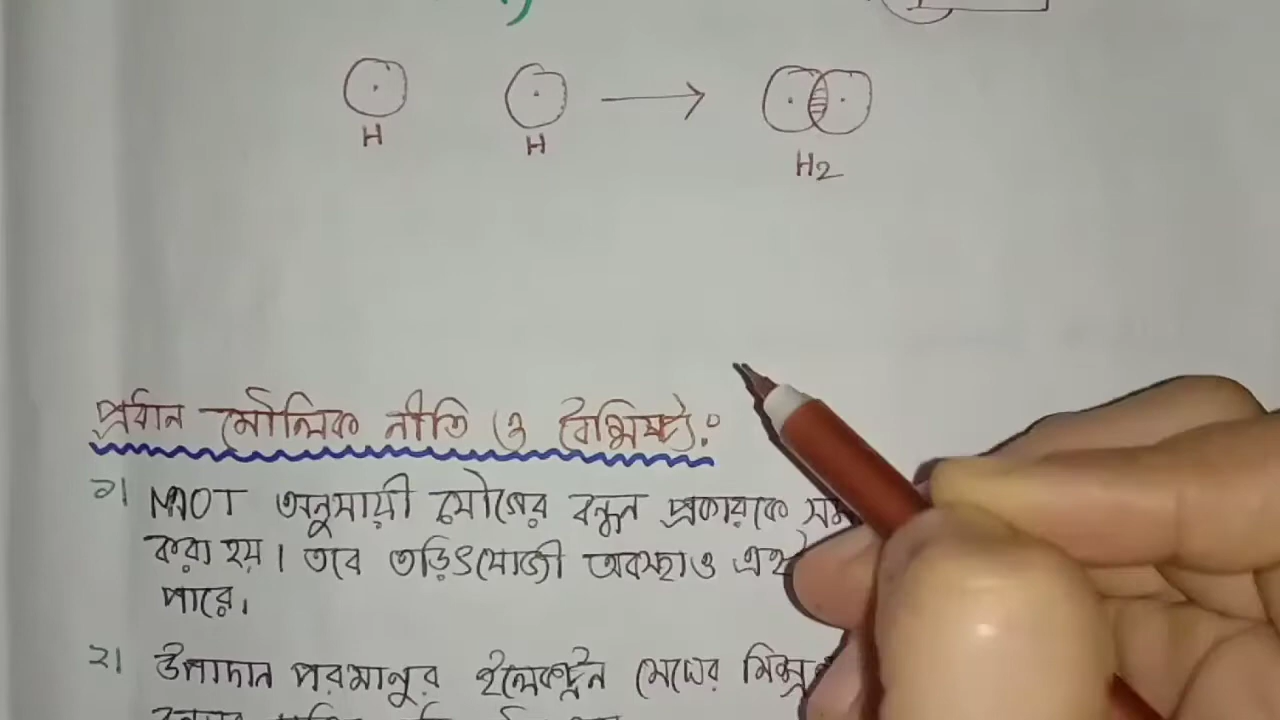 H H H2
প্রধান মৌলিক নীতি ও বৈশিষ্ট্য:
১। MOT অনুযায়ী যৌগের বন্ধন প্রকারকে
করা হয়। তবে তড়িৎযোজী অবস্থাও
পারে।
২। উপাদান পরমানুর ইলেকট্রন মেঘের